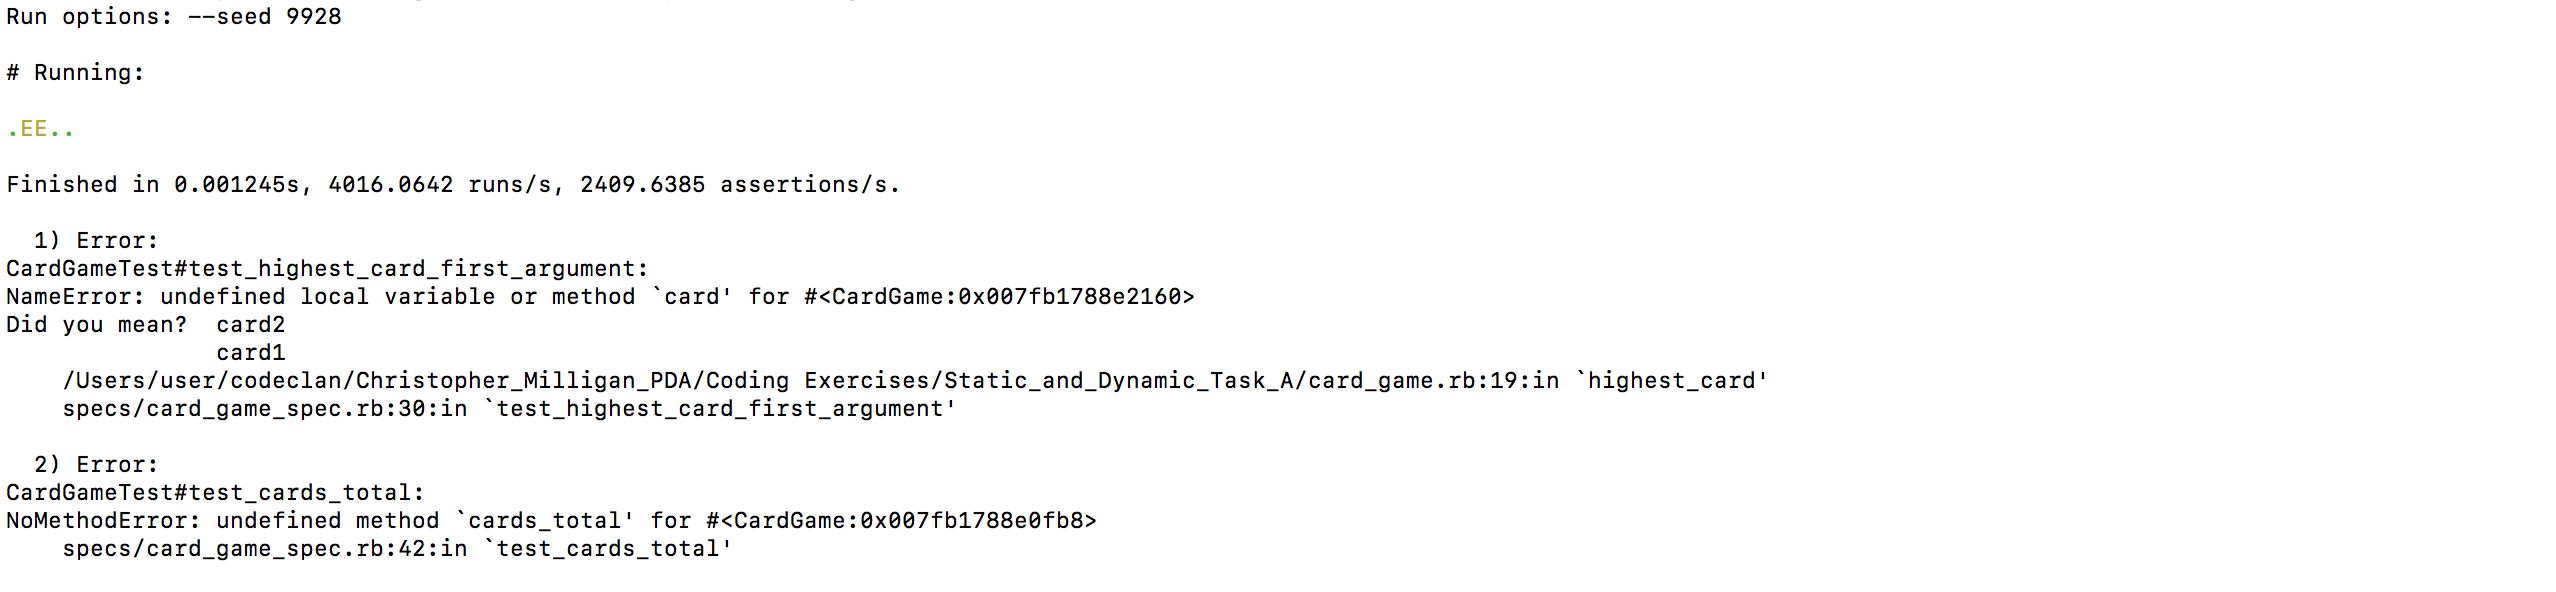 Run options: --seed 9928
# Running:
.EE..
Finished in 0.001245s, 4016.0642 runs/s, 2409.6385 assertions/s.
  1) Error:
CardGameTest#test_highest_card_first_argument:
NameError: undefined local variable or method `card' for #<CardGame:0x007fb1788e2160>
Did you mean?  card2
               card1
    /Users/user/codeclan/Christopher_Milligan_PDA/Coding Exercises/Static_and_Dynamic_Task_A/card_game.rb:19:in `highest_card'
    specs/card_game_spec.rb:30:in `test_highest_card_first_argument'
  2) Error:
CardGameTest#test_cards_total:
NoMethodError: undefined method `cards_total' for #<CardGame:0x007fb1788e0fb8>
    specs/card_game_spec.rb:42:in `test_cards_total'